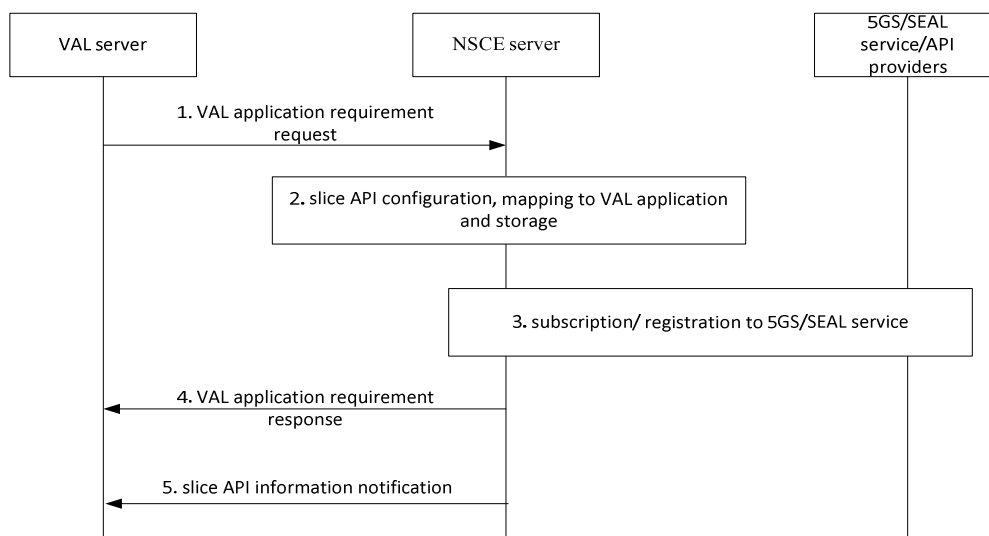 VAL server
NSCE server
5GS/SEAL
service/API
providers
1. VAL application requirement
request
2. slice API configuration, mapping to VAL application
and storage
3. subscription/ registration to 5GS/SEAL service
4. VAL application requirement
response
5. slice API information notification